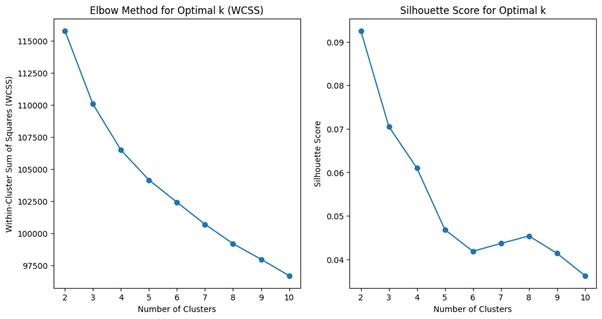 Elbow Method for Optimal k (WCSS)
Within-Cluster Sum of Squares (WCSS)
115000
112500
110000
107500
105000
102500
100000
97500
2 3 4 5 6 7 8 9 10
Number of Clusters
Silhouette Score for Optimal k
Silhouette Score
0.09
0.08
0.07
0.06
0.05
0.04
2 3 4 5 6 7 8 9 10
Number of Clusters